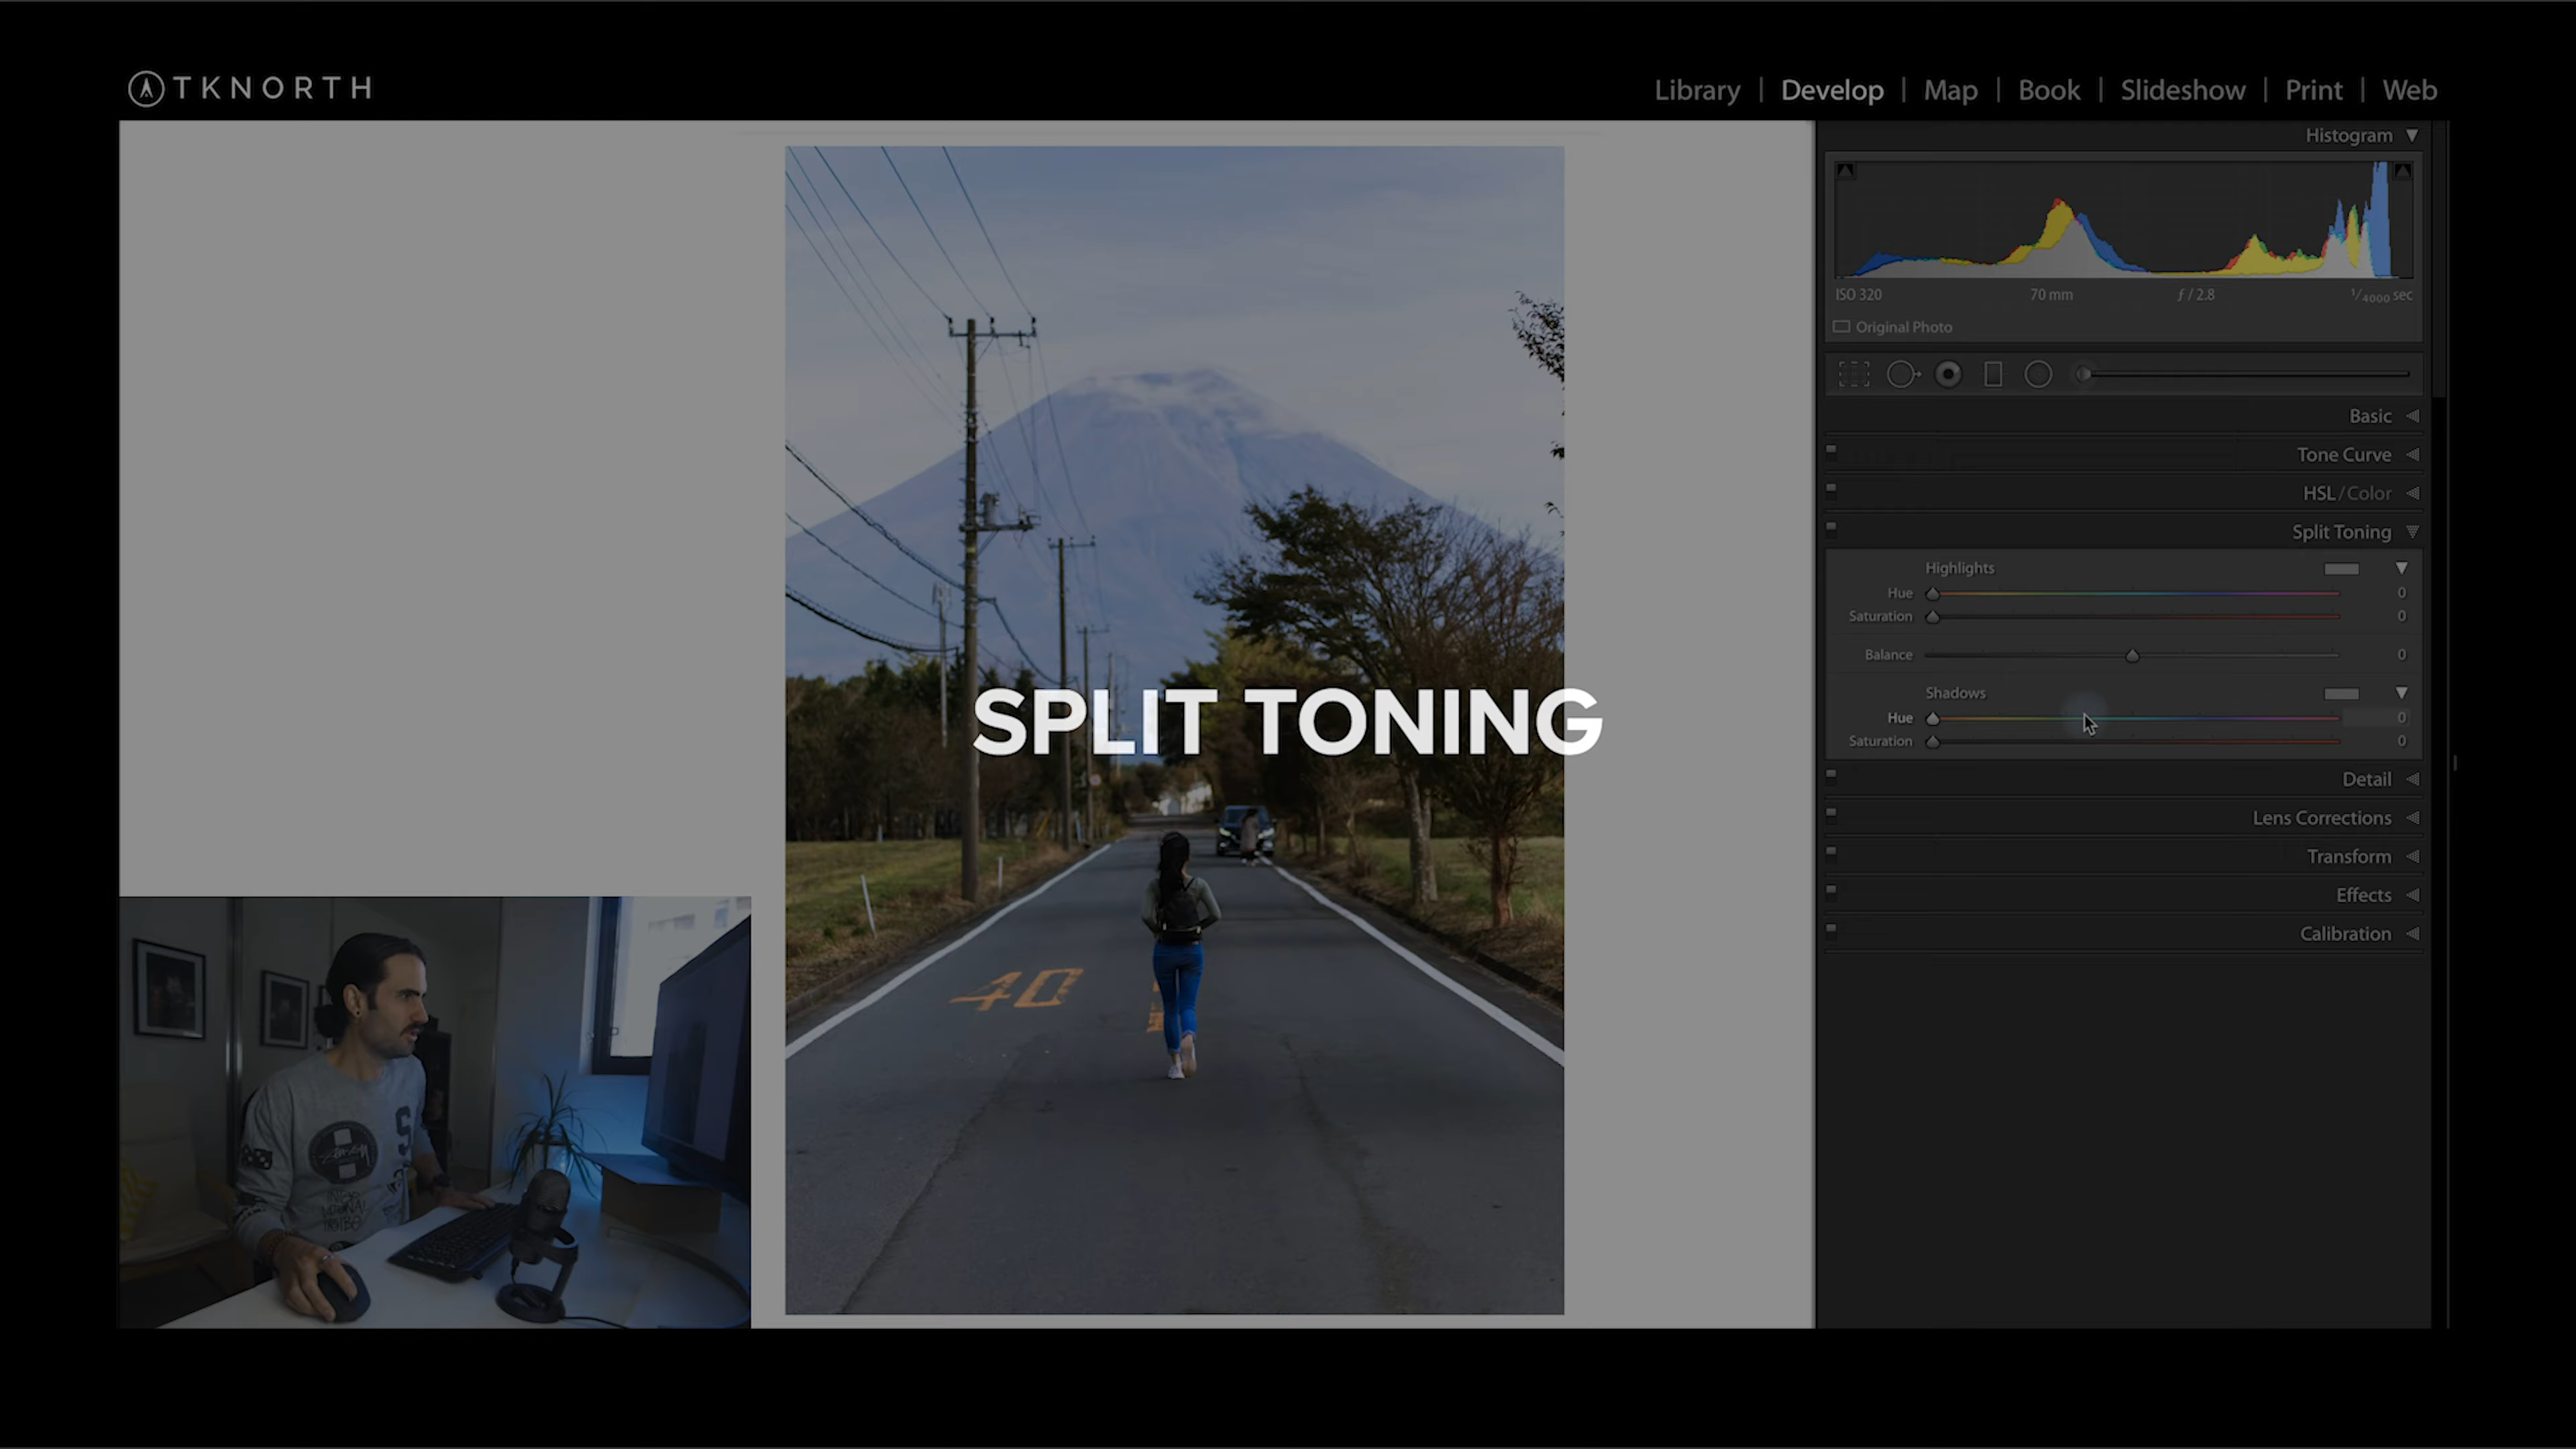 TKNORTH
Library | Develop | Map | Book | Slideshow | Print | Web
Histogram
ISO 320 70 mm ƒ / 2.8 1/4000 sec
Original Photo
Basic
Tone Curve
HSL / Color
Split Toning
Highlights
Hue 0
Saturation 0
Balance 0
Shadows
Hue 0
Saturation 0
SPLIT TONING
Detail
Lens Corrections
Transform
Effects
Calibration
40
S